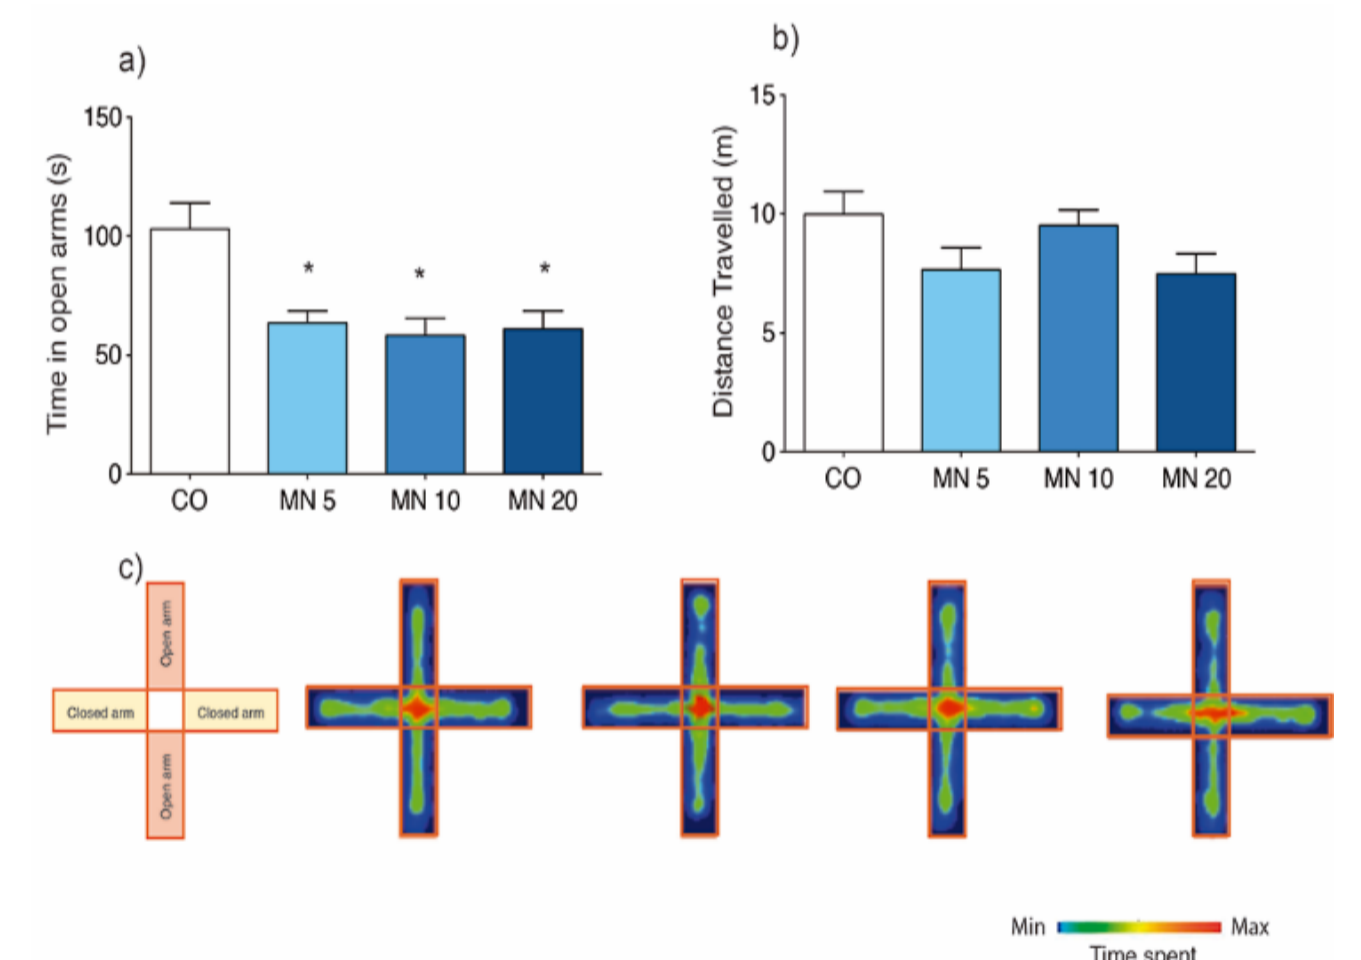 a)
150
100
50
0
Time in open arms (s)
*
*
*
CO MN 5 MN 10 MN 20
b)
15
10
5
0
Distance Travelled (m)
CO MN 5 MN 10 MN 20
c)
Open arm
Closed arm Closed arm
Open arm
Min Max
Time spent